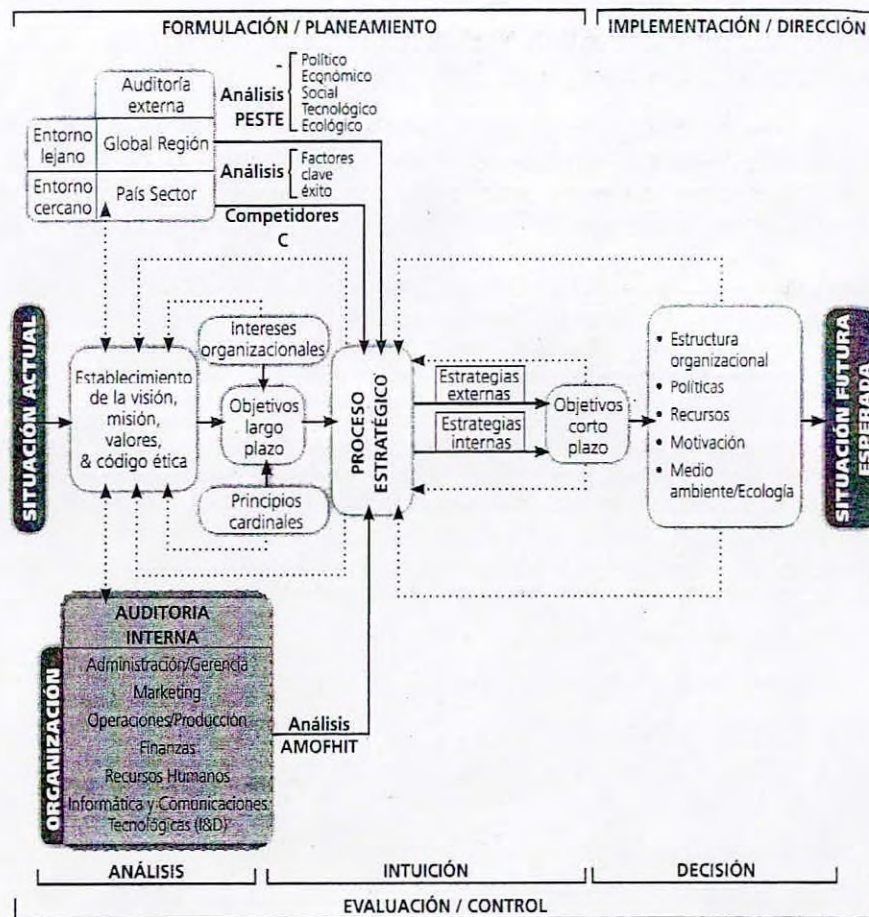 FORMULACIÓN / PLANEAMIENTO
IMPLEMENTACIÓN / DIRECCIÓN
Auditoría
externa
Análisis
PESTE
Político
Económico
Social
Tecnológico
Ecológico
Entorno
lejano
Global Región
Análisis
Factores
clave
éxito
Entorno
cercano
País Sector
Competidores
C
SITUACIÓN ACTUAL
Establecimiento
de la visión,
misión,
valores,
& código ética
Intereses
organizacionales
Objetivos
largo
plazo
Principios
cardinales
PROCESO
ESTRATÉGICO
Estrategias
externas
Estrategias
internas
Objetivos
corto
plazo
• Estructura
organizacional
• Políticas
• Recursos
• Motivación
• Medio
ambiente/Ecología
SITUACIÓN FUTURA
ESPERADA
ORGANIZACIÓN
AUDITORIA
INTERNA
Administración/Gerencia
Marketing
Operaciones/Producción
Finanzas
Recursos Humanos
Informática y Comunicaciones
Tecnológicas (I&D)
Análisis
AMOFHIT
ANÁLISIS
INTUICIÓN
DECISIÓN
EVALUACIÓN / CONTROL